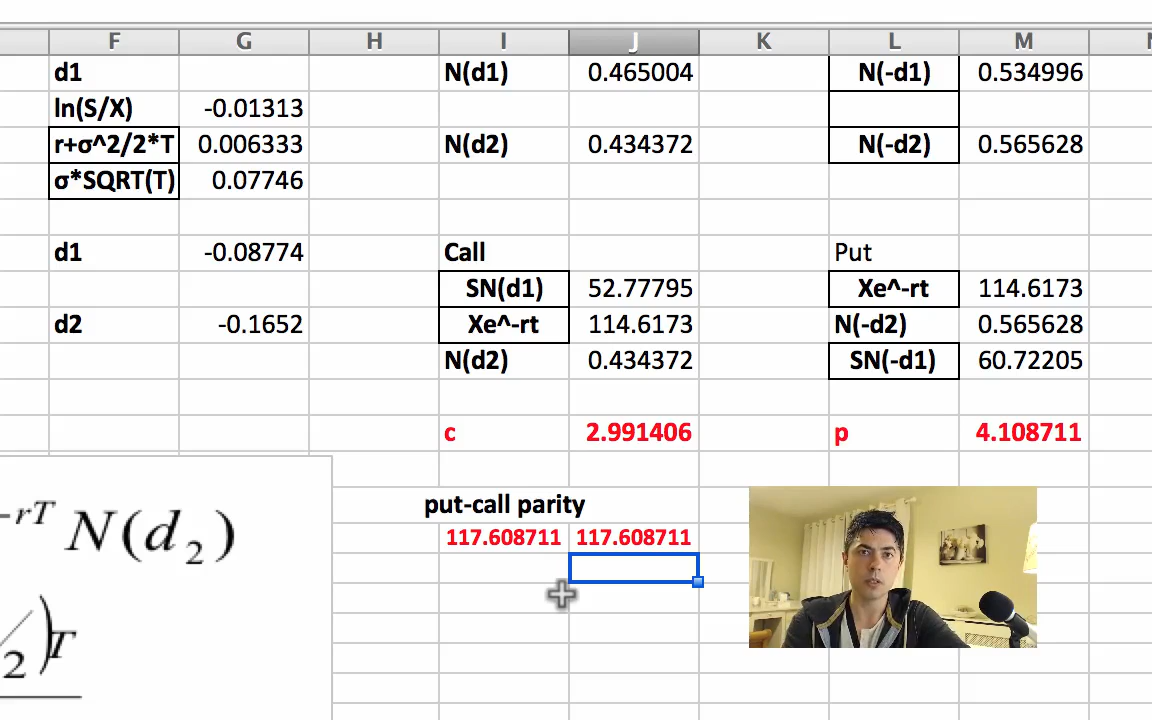 F G H I J K L M
d1 N(d1) 0.465004 N(-d1) 0.534996
ln(S/X) -0.01313
r+σ^2/2*T 0.006333 N(d2) 0.434372 N(-d2) 0.565628
σ*SQRT(T) 0.07746
d1 -0.08774 Call Put
SN(d1) 52.77795 Xe^-rt 114.6173
d2 -0.1652 Xe^-rt 114.6173 N(-d2) 0.565628
N(d2) 0.434372 SN(-d1) 60.72205
c 2.991406 p 4.108711
put-call parity
117.608711 117.608711
-rT N(d2)
/2)T